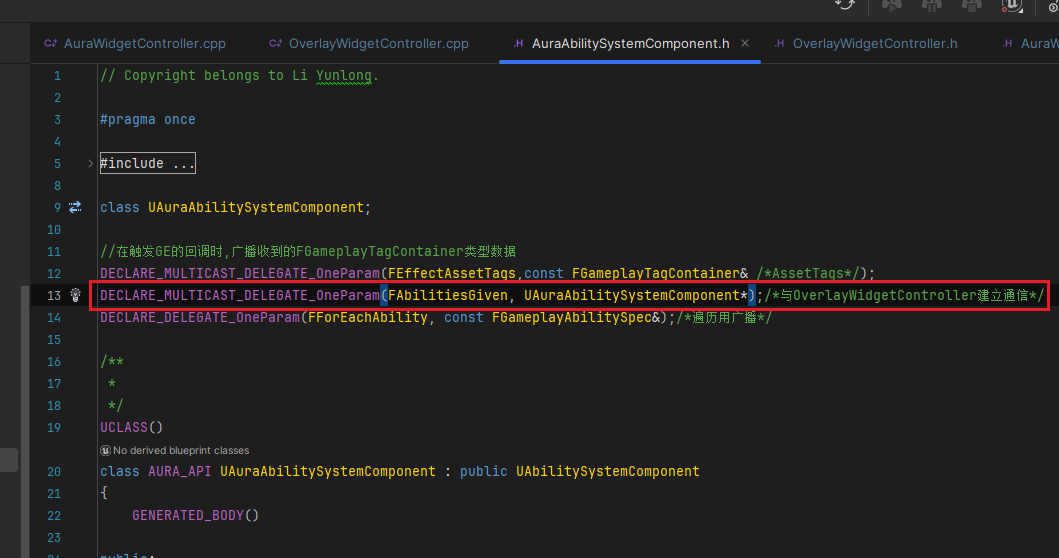 AuraWidgetController.cpp
OverlayWidgetController.cpp
.H AuraAbilitySystemComponent.h
.H OverlayWidgetController.h
.H AuraW
1 // Copyright belongs to Li Yunlong.
2
3 #pragma once
4
5 #include ...
8
9 class UAuraAbilitySystemComponent;
10
11 //在触发GE的回调时,广播收到的FGameplayTagContainer类型数据
12 DECLARE_MULTICAST_DELEGATE_OneParam(FEffectAssetTags,const FGameplayTagContainer& /*AssetTags*/);
13 DECLARE_MULTICAST_DELEGATE_OneParam(FAbilitiesGiven, UAuraAbilitySystemComponent*);/*与OverlayWidgetController建立通信*/
14 DECLARE_DELEGATE_OneParam(FForEachAbility, const FGameplayAbilitySpec&);/*遍历用广播*/
15
16 /**
17 *
18 */
19 UCLASS()
No derived blueprint classes
20 class AURA_API UAuraAbilitySystemComponent : public UAbilitySystemComponent
21 {
22 GENERATED_BODY()
23